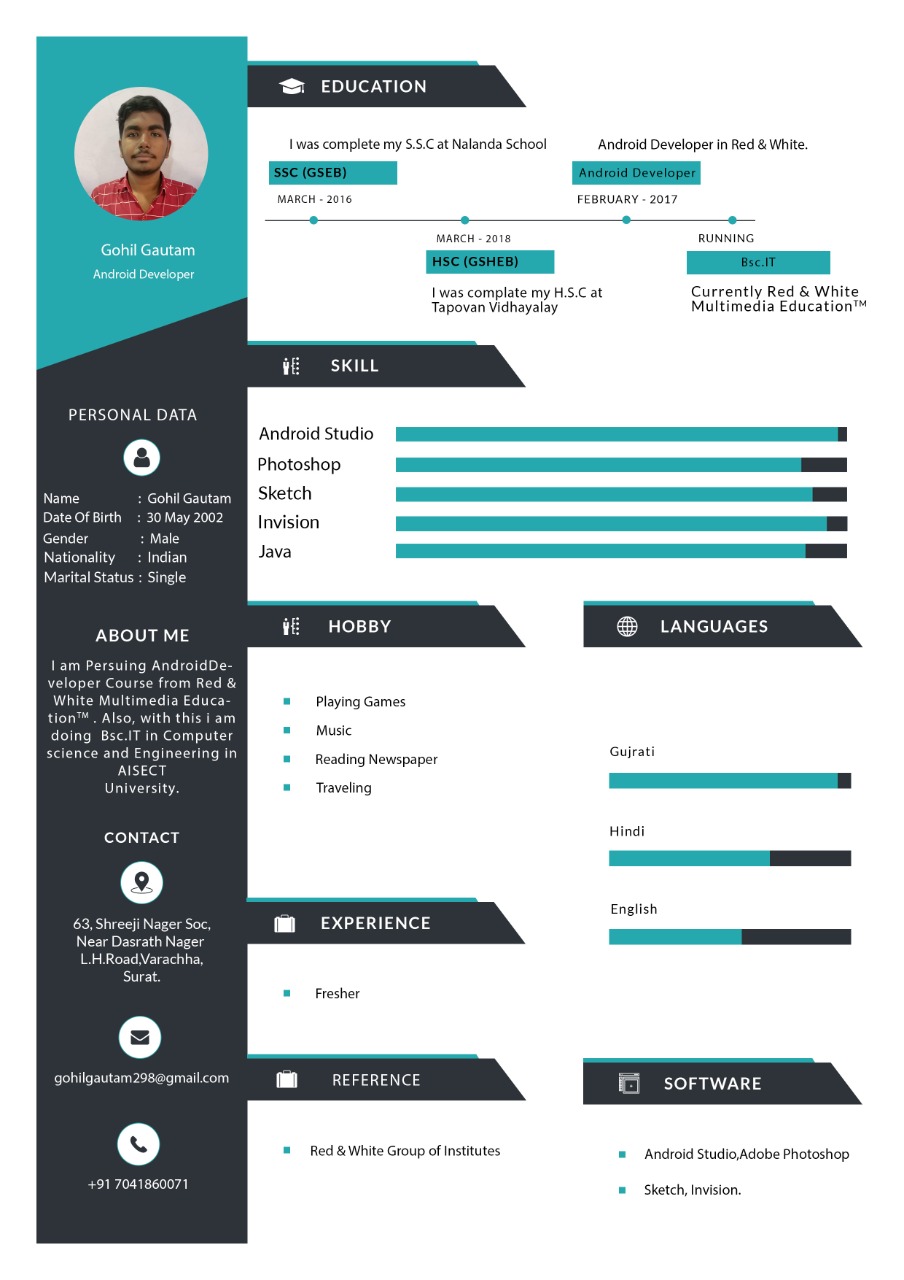 Gohil Gautam
Android Developer
PERSONAL DATA
Name : Gohil Gautam
Date Of Birth : 30 May 2002
Gender : Male
Nationality : Indian
Marital Status : Single
ABOUT ME
I am Persuing AndroidDe-
veloper Course from Red &
White Multimedia Educa-
tion™ . Also, with this i am
doing Bsc.IT in Computer
science and Engineering in
AISECT
University.
CONTACT
63, Shreeji Nager Soc,
Near Dasrath Nager
L.H.Road,Varachha,
Surat.
gohilgautam298@gmail.com
+91 7041860071
EDUCATION
I was complete my S.S.C at Nalanda School
SSC (GSEB)
MARCH - 2016
MARCH - 2018
HSC (GSHEB)
I was complate my H.S.C at
Tapovan Vidhayalay
Android Developer in Red & White.
Android Developer
FEBRUARY - 2017
RUNNING
Bsc.IT
Currently Red & White
Multimedia Education™
SKILL
Android Studio
Photoshop
Sketch
Invision
Java
HOBBY
Playing Games
Music
Reading Newspaper
Traveling
LANGUAGES
Gujrati
Hindi
English
EXPERIENCE
Fresher
REFERENCE
Red & White Group of Institutes
SOFTWARE
Android Studio,Adobe Photoshop
Sketch, Invision.